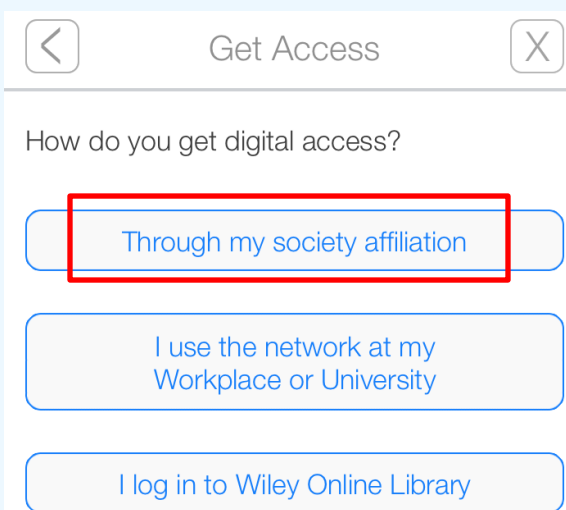 Get Access
X
How do you get digital access?
Through my society affiliation
I use the network at my
Workplace or University
I log in to Wiley Online Library